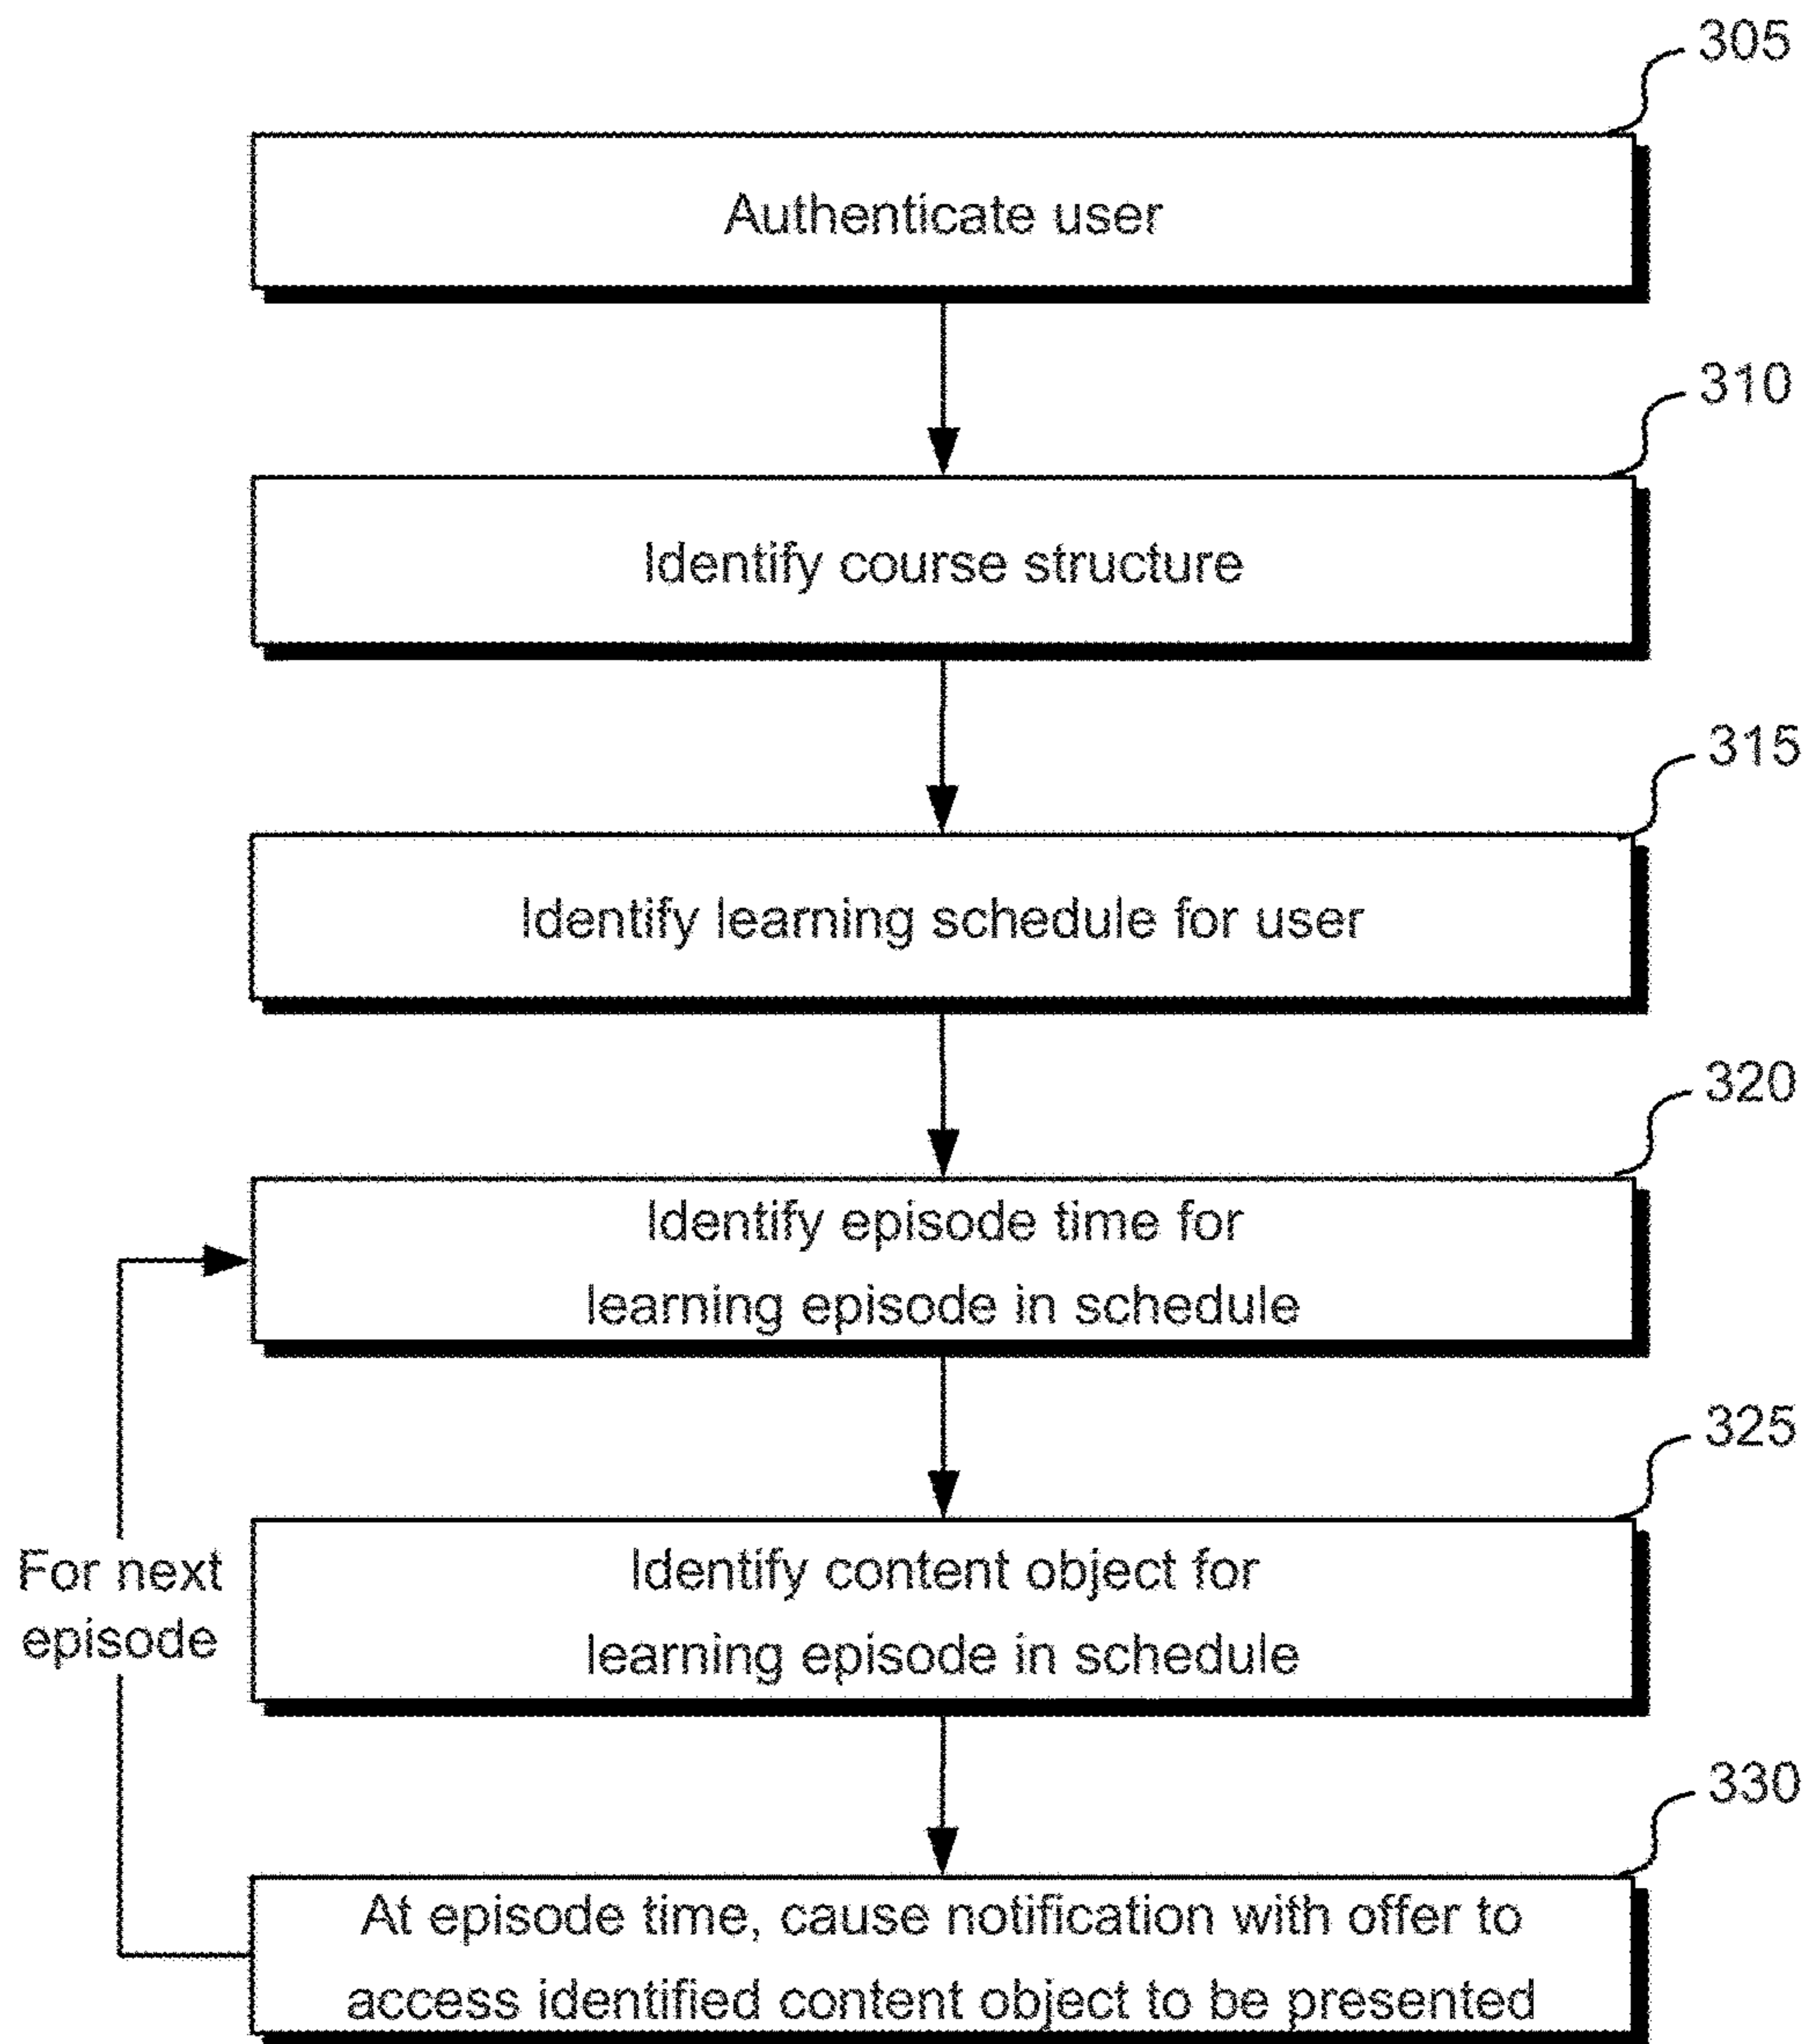 305
Authenticate user
310
Identify course structure
315
Identify learning schedule for user
320
Identify episode time for
learning episode in schedule
325
Identify content object for
learning episode in schedule
For next
episode
330
At episode time, cause notification with offer to
access identified content object to be presented